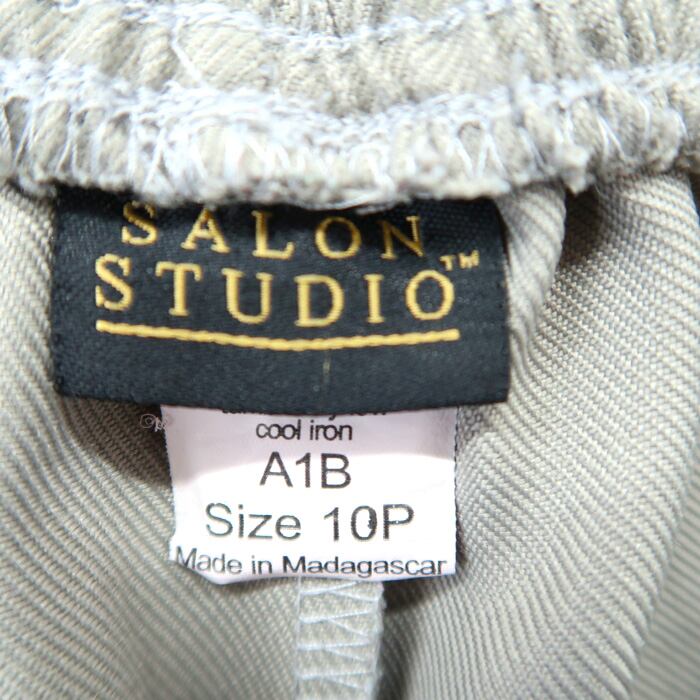 SALON
STUDIO™
cool iron
A1B
Size 10P
Made in Madagascar